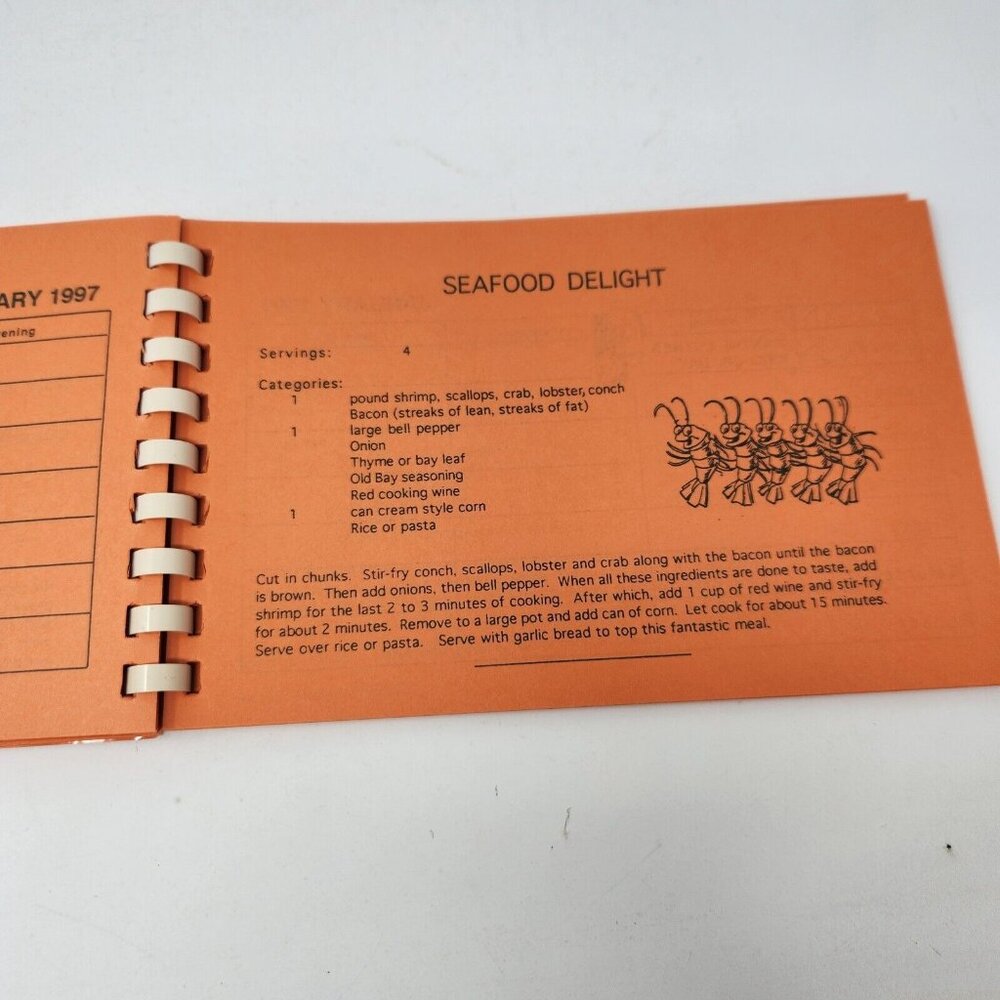 ARY 1997
ening
SEAFOOD DELIGHT
Servings: 4
Categories:
1 pound shrimp, scallops, crab, lobster, conch
Bacon (streaks of lean, streaks of fat)
1 large bell pepper
Onion
Thyme or bay leaf
Old Bay seasoning
Red cooking wine
1 can cream style corn
Rice or pasta
Cut in chunks. Stir-fry conch, scallops, lobster and crab along with the bacon until the bacon
is brown. Then add onions, then bell pepper. When all these ingredients are done to taste, add
shrimp for the last 2 to 3 minutes of cooking. After which, add 1 cup of red wine and stir-fry
for about 2 minutes. Remove to a large pot and add can of corn. Let cook for about 15 minutes.
Serve over rice or pasta. Serve with garlic bread to top this fantastic meal.